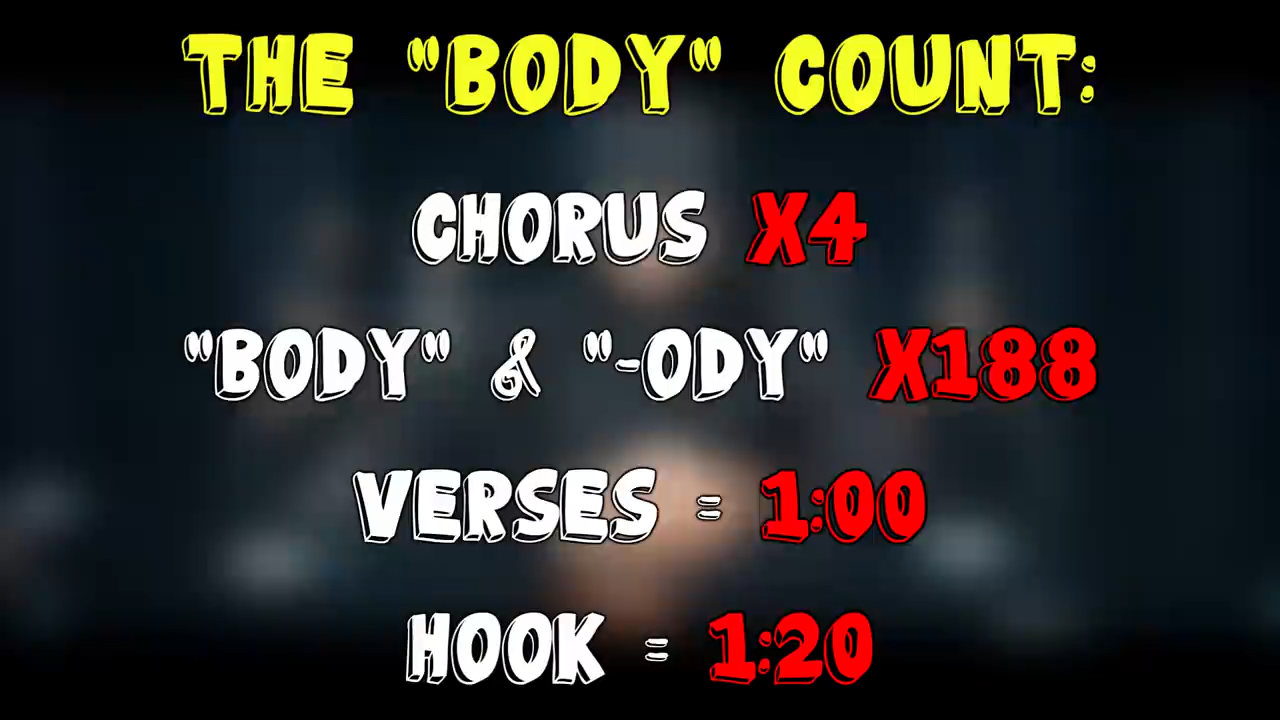 THE "BODY" COUNT:
CHORUS X4
"BODY" & "-ODY" X188
VERSES = 1:00
HOOK = 1:20